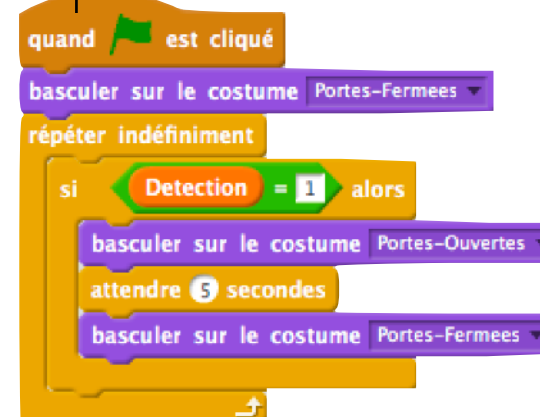 quand est cliqué
basculer sur le costume Portes-Fermees
répéter indéfiniment
si Detection = 1 alors
basculer sur le costume Portes-Ouvertes
attendre 5 secondes
basculer sur le costume Portes-Fermees